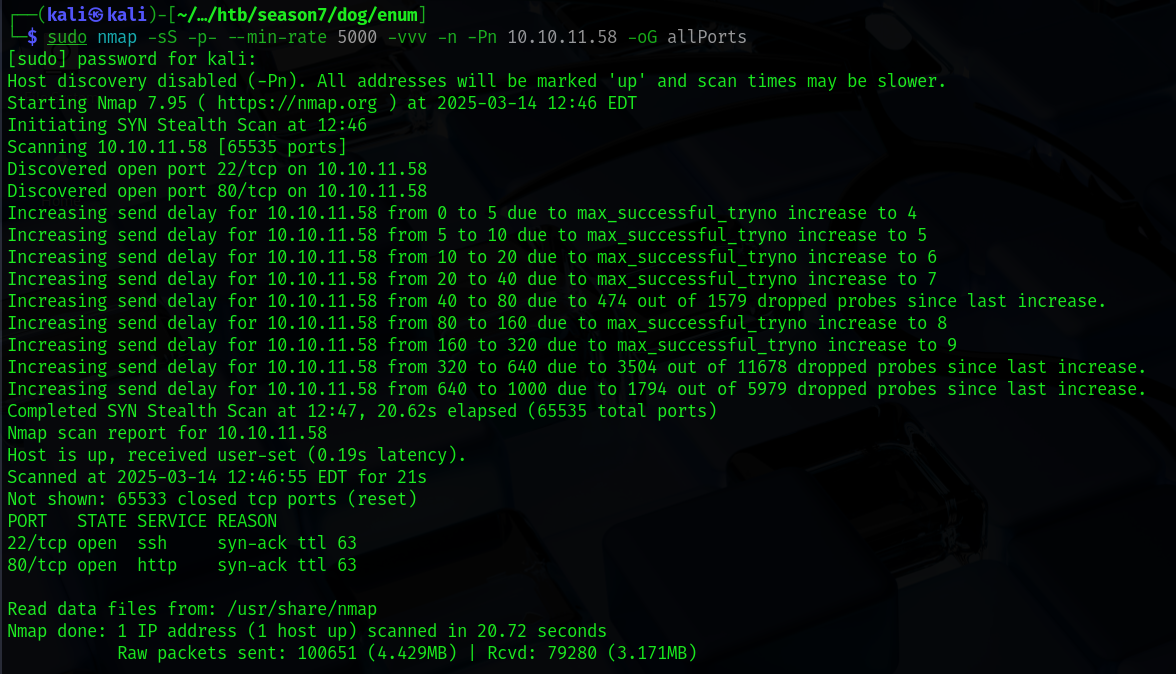 ┌──(kali㉿kali)-[~/…/htb/season7/dog/enum]
└─$ sudo nmap -sS -p- --min-rate 5000 -vvv -n -Pn 10.10.11.58 -oG allPorts
[sudo] password for kali:
Host discovery disabled (-Pn). All addresses will be marked 'up' and scan times may be slower.
Starting Nmap 7.95 ( https://nmap.org ) at 2025-03-14 12:46 EDT
Initiating SYN Stealth Scan at 12:46
Scanning 10.10.11.58 [65535 ports]
Discovered open port 22/tcp on 10.10.11.58
Discovered open port 80/tcp on 10.10.11.58
Increasing send delay for 10.10.11.58 from 0 to 5 due to max_successful_tryno increase to 4
Increasing send delay for 10.10.11.58 from 5 to 10 due to max_successful_tryno increase to 5
Increasing send delay for 10.10.11.58 from 10 to 20 due to max_successful_tryno increase to 6
Increasing send delay for 10.10.11.58 from 20 to 40 due to max_successful_tryno increase to 7
Increasing send delay for 10.10.11.58 from 40 to 80 due to 474 out of 1579 dropped probes since last increase.
Increasing send delay for 10.10.11.58 from 80 to 160 due to max_successful_tryno increase to 8
Increasing send delay for 10.10.11.58 from 160 to 320 due to max_successful_tryno increase to 9
Increasing send delay for 10.10.11.58 from 320 to 640 due to 3504 out of 11678 dropped probes since last increase.
Increasing send delay for 10.10.11.58 from 640 to 1000 due to 1794 out of 5979 dropped probes since last increase.
Completed SYN Stealth Scan at 12:47, 20.62s elapsed (65535 total ports)
Nmap scan report for 10.10.11.58
Host is up, received user-set (0.19s latency).
Scanned at 2025-03-14 12:46:55 EDT for 21s
Not shown: 65533 closed tcp ports (reset)
PORT   STATE SERVICE REASON
22/tcp open  ssh     syn-ack ttl 63
80/tcp open  http    syn-ack ttl 63
Read data files from: /usr/share/nmap
Nmap done: 1 IP address (1 host up) scanned in 20.72 seconds
           Raw packets sent: 100651 (4.429MB) | Rcvd: 79280 (3.171MB)